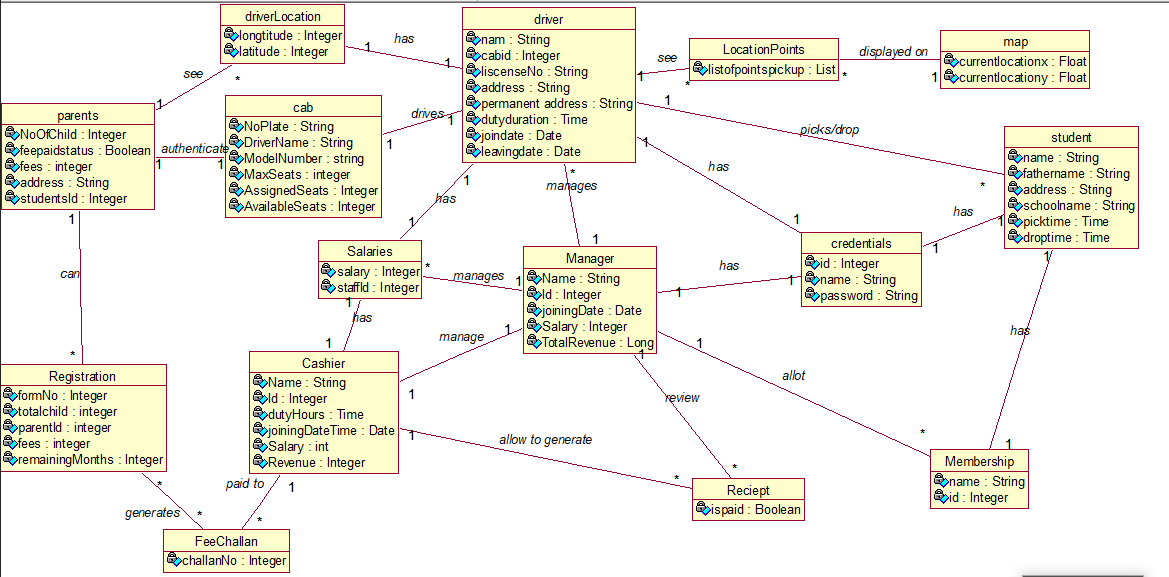 driverLocation
longtitude : Integer
latitude : Integer
has
1
1
driver
nam : String
cabid : Integer
liscenseNo : String
address : String
permanent address : String
dutyduration : Time
joindate : Date
leavingdate : Date
see
1
*
LocationPoints
listofpointspickup : List
displayed on
*
1
map
currentlocationx : Float
currentlocationy : Float
see
*
1
parents
NoOfChild : Integer
feepaidstatus : Boolean
fees : integer
address : String
studentsId : Integer
authenticate
1
1
cab
NoPlate : String
DriverName : String
ModelNumber : string
MaxSeats : integer
AssignedSeats : Integer
AvailableSeats : Integer
drives
1
1
1
picks/drop
*
student
name : String
fathername : String
address : String
schoolname : String
picktime : Time
droptime : Time
1
has
1
has
1
1
*
manages
1
1
has
1
credentials
id : Integer
name : String
password : String
Salaries
salary : Integer
staffId : Integer
*
manages
1
Manager
Name : String
Id : Integer
joiningDate : Date
Salary : Integer
TotalRevenue : Long
has
1
1
1
can
*
1
has
1
manage
1
1
1
has
1
1
allot
*
1
review
*
Registration
formNo : Integer
totalchild : integer
parentId : integer
fees : integer
remainingMonths : Integer
Cashier
Name : String
Id : Integer
dutyHours : Time
joiningDateTime : Date
Salary : int
Revenue : Integer
1
allow to generate
*
Membership
name : String
id : Integer
Reciept
ispaid : Boolean
*
generates
*
paid to
1
*
FeeChallan
challanNo : Integer